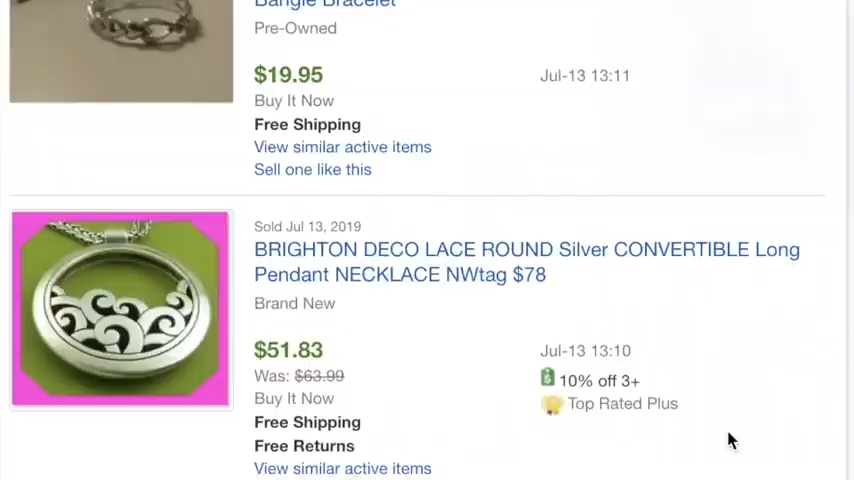 Bangle Bracelet
Pre-Owned
$19.95
Jul-13 13:11
Buy It Now
Free Shipping
View similar active items
Sell one like this
Sold Jul 13, 2019
BRIGHTON DECO LACE ROUND Silver CONVERTIBLE Long
Pendant NECKLACE NWtag $78
Brand New
$51.83
Jul-13 13:10
Was: $63.99
10% off 3+
Buy It Now
Top Rated Plus
Free Shipping
Free Returns
View similar active items